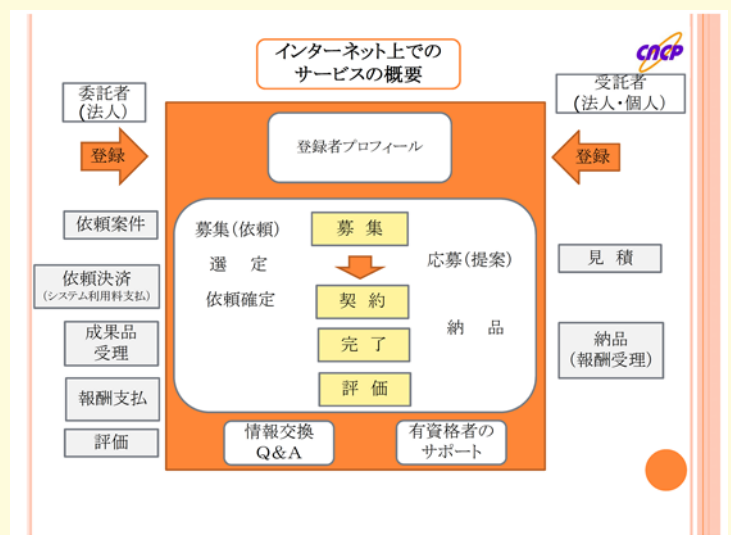 インターネット上での
サービスの概要
CNCP
委託者
(法人)
受託者
(法人・個人)
登録
登録
登録者プロフィール
依頼案件
依頼決済
(システム利用料支払)
成果品
受理
報酬支払
評価
募集(依頼)
選 定
依頼確定
募 集
契 約
完 了
評 価
応募(提案)
納 品
見 積
納品
(報酬受理)
情報交換
Q&A
有資格者の
サポート